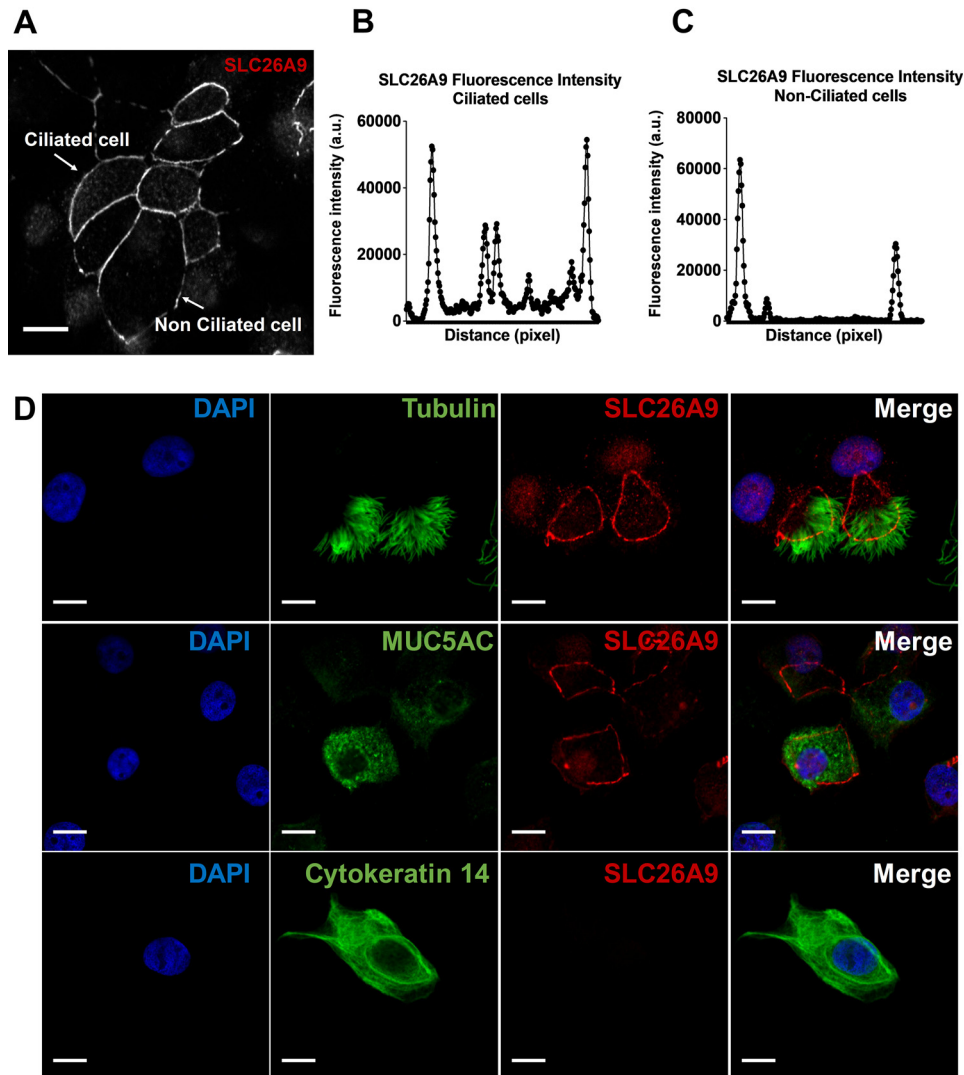 A
SLC26A9
Ciliated cell
Non Ciliated cell
B
SLC26A9 Fluorescence Intensity
Ciliated cells
Fluorescence intensity (a.u.)
60000
40000
20000
0
Distance (pixel)
C
SLC26A9 Fluorescence Intensity
Non-Ciliated cells
Fluorescence intensity (a.u.)
80000
60000
40000
20000
0
Distance (pixel)
D
DAPI
Tubulin
SLC26A9
Merge
DAPI
MUC5AC
SLC26A9
Merge
DAPI
Cytokeratin 14
SLC26A9
Merge